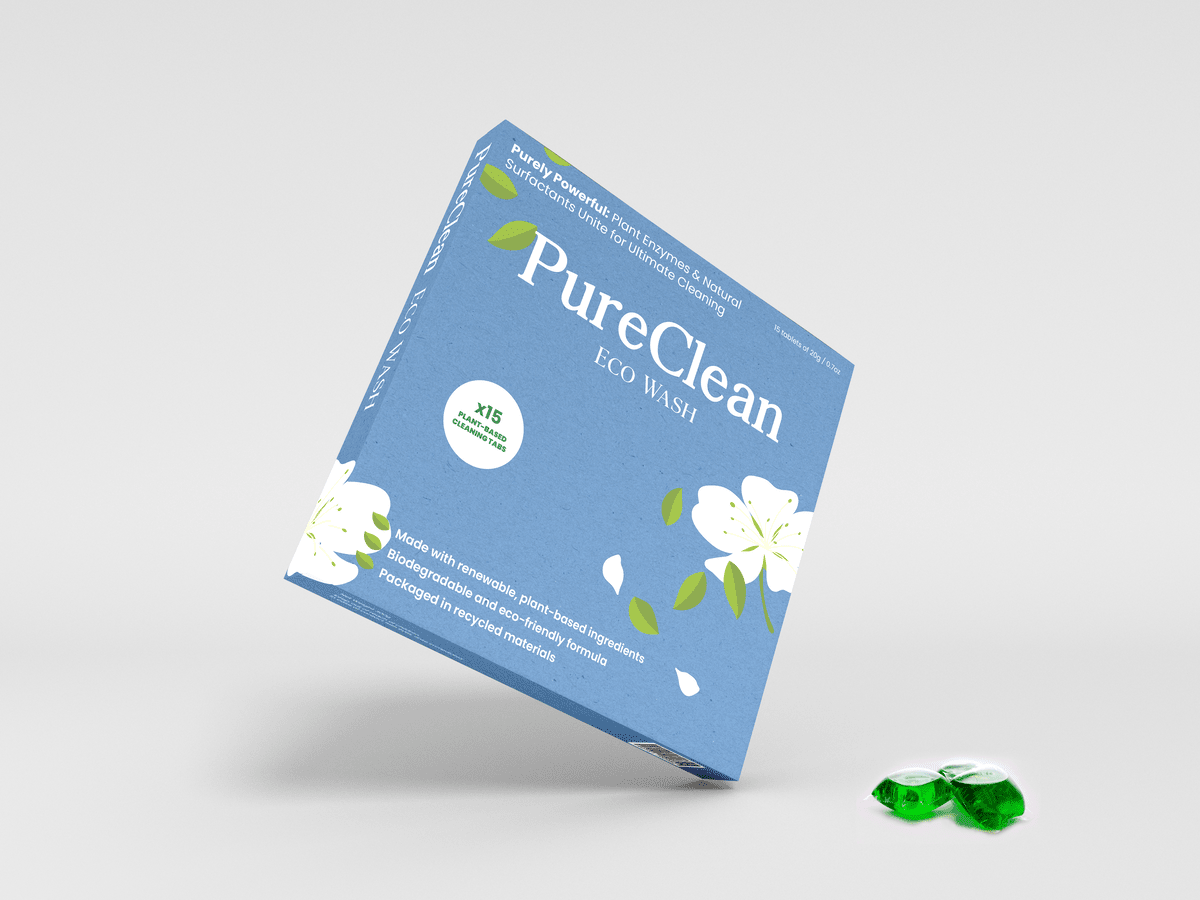 Purely Powerful: Plant Enzymes & Natural
Surfactants Unite for Ultimate Cleaning
15 tablets of 20g / 0.7oz
PureClean
ECO WASH
PureClean ECO WASH
x15
PLANT-BASED
CLEANING TABS
Made with renewable, plant-based ingredients
Biodegradable and eco-friendly formula
Packaged in recycled materials